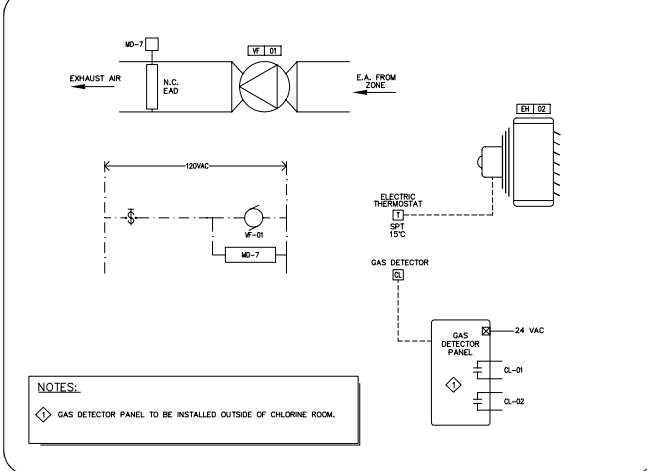 MD-7
VF 01
EXHAUST AIR
N.C.
EAD
E.A. FROM
ZONE
EH 02
120VAC
$
VF-01
MD-7
ELECTRIC
THERMOSTAT
T
SPT
15°C
GAS DETECTOR
CL
GAS
DETECTOR
PANEL
1
24 VAC
CL-01
CL-02
NOTES:
1 GAS DETECTOR PANEL TO BE INSTALLED OUTSIDE OF CHLORINE ROOM.